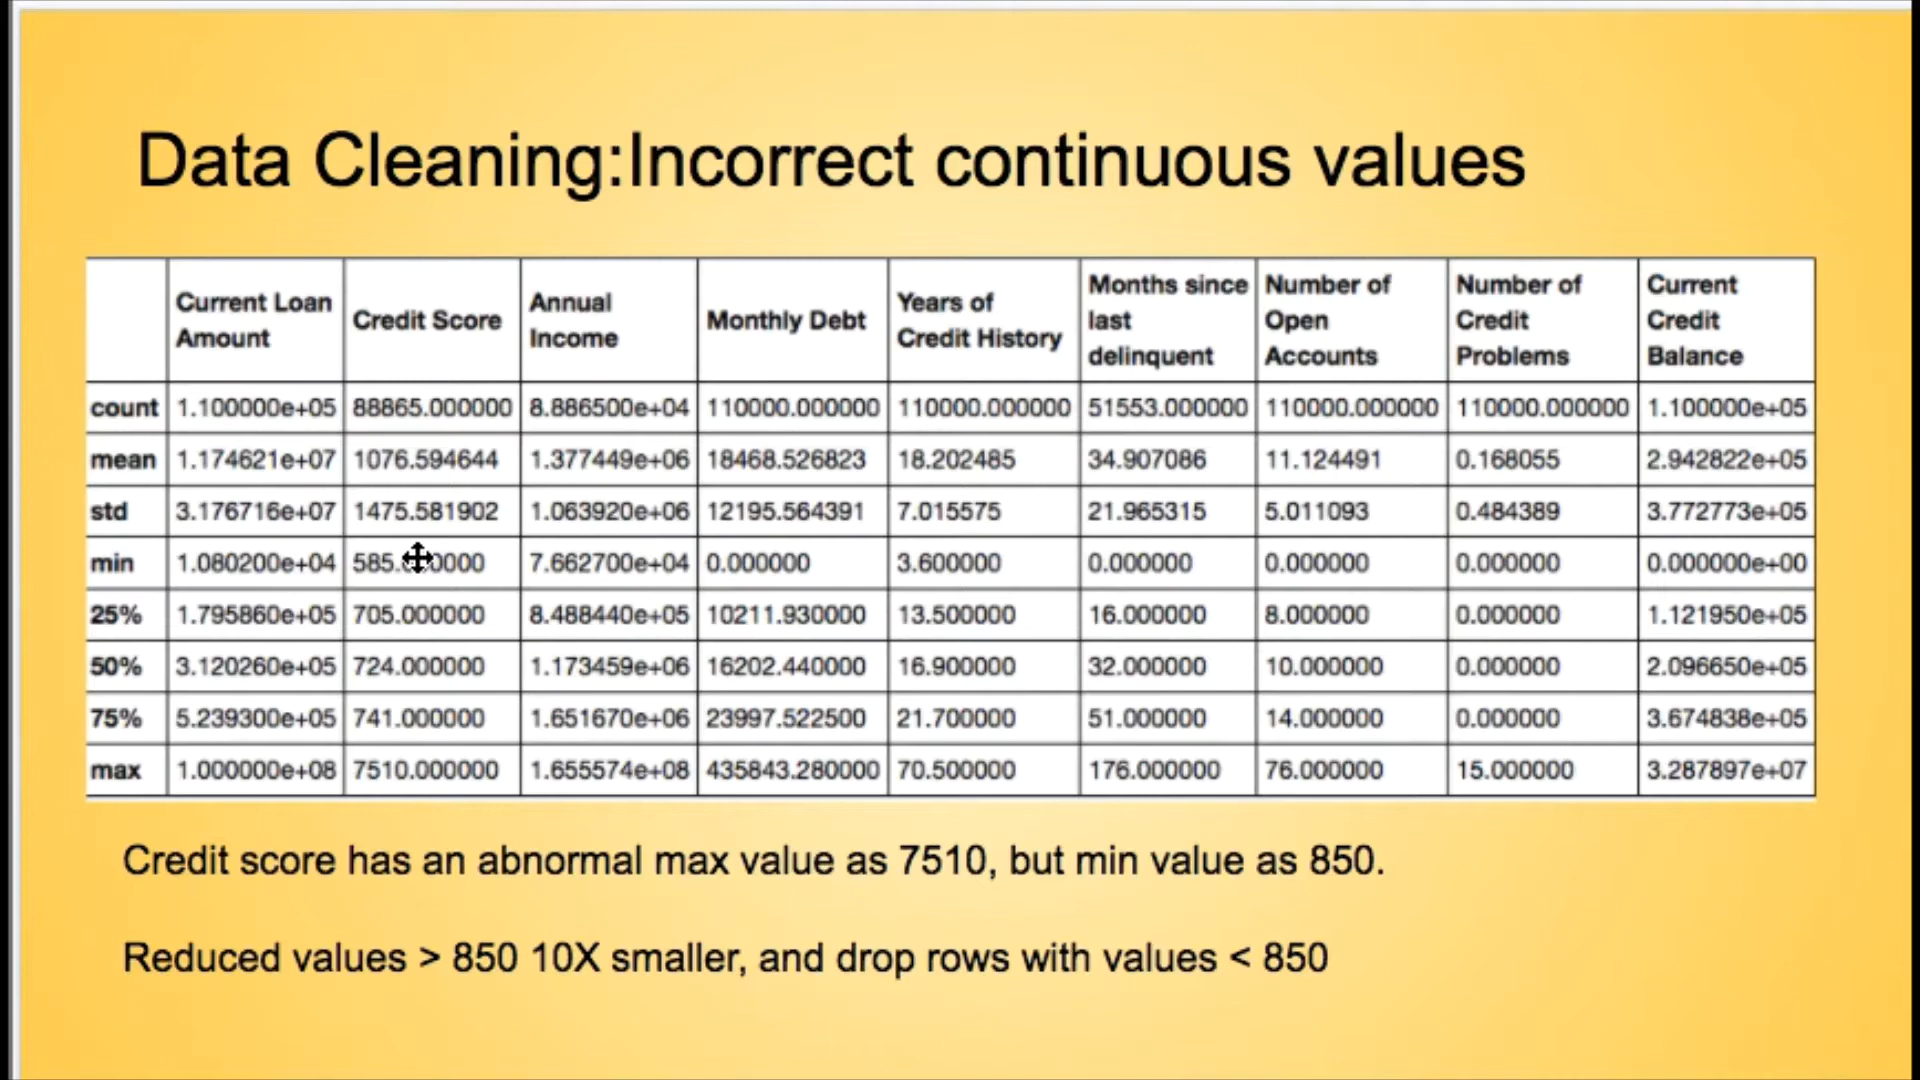 Data Cleaning:Incorrect continuous values
Current Loan Amount Credit Score Annual Income Monthly Debt Years of Credit History Months since last delinquent Number of Open Accounts Number of Credit Problems Current Credit Balance
count 1.100000e+05 88865.000000 8.886500e+04 110000.000000 110000.000000 51553.000000 110000.000000 110000.000000 1.100000e+05
mean 1.174621e+07 1076.594644 1.377449e+06 18468.526823 18.202485 34.907086 11.124491 0.168055 2.942822e+05
std 3.176716e+07 1475.581902 1.063920e+06 12195.564391 7.015575 21.965315 5.011093 0.484389 3.772773e+05
min 1.080200e+04 7.662700e+04 0.000000 3.600000 0.000000 0.000000 0.000000 0.000000e+00
25% 1.795860e+05 705.000000 8.488440e+05 10211.930000 13.500000 16.000000 8.000000 0.000000 1.121950e+05
50% 3.120260e+05 724.000000 1.173459e+06 16202.440000 16.900000 32.000000 10.000000 0.000000 2.096650e+05
75% 5.239300e+05 741.000000 1.651670e+06 23997.522500 21.700000 51.000000 14.000000 0.000000 3.674838e+05
max 1.000000e+08 7510.000000 1.655574e+08 435843.280000 70.500000 176.000000 76.000000 15.000000 3.287897e+07
Credit score has an abnormal max value as 7510, but min value as 850.
Reduced values > 850 10X smaller, and drop rows with values < 850